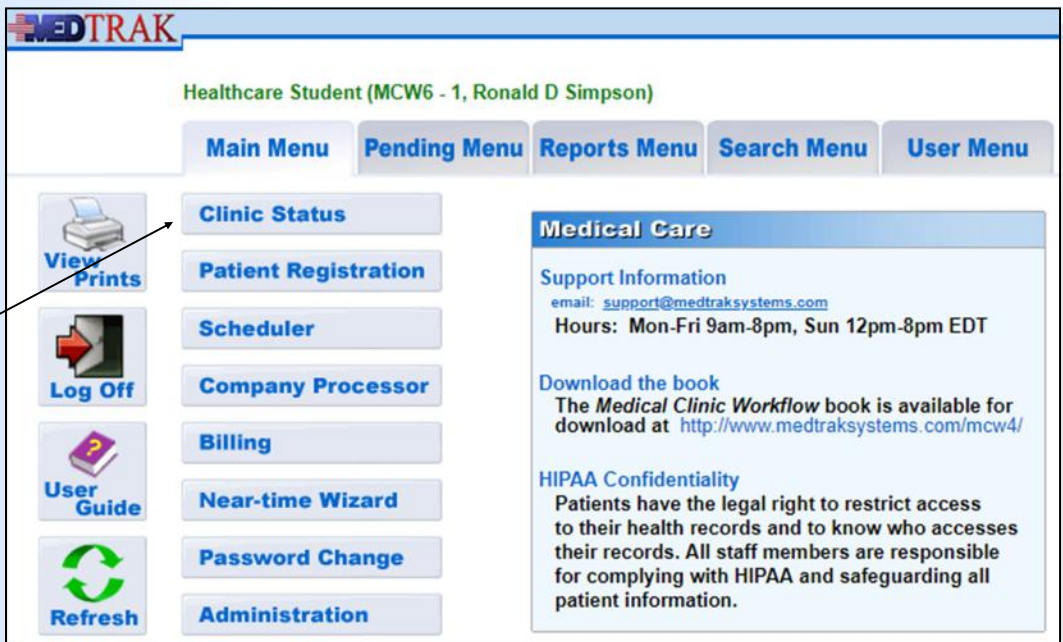 MEDTRAK
Healthcare Student (MCW6 - 1, Ronald D Simpson)
Main Menu
Pending Menu
Reports Menu
Search Menu
User Menu
View
Prints
Log Off
User
Guide
Refresh
Clinic Status
Patient Registration
Scheduler
Company Processor
Billing
Near-time Wizard
Password Change
Administration
Medical Care
Support Information
email: support@medtraksystems.com
Hours: Mon-Fri 9am-8pm, Sun 12pm-8pm EDT
Download the book
The Medical Clinic Workflow book is available for
download at http://www.medtraksystems.com/mcw4/
HIPAA Confidentiality
Patients have the legal right to restrict access
to their health records and to know who accesses
their records. All staff members are responsible
for complying with HIPAA and safeguarding all
patient information.